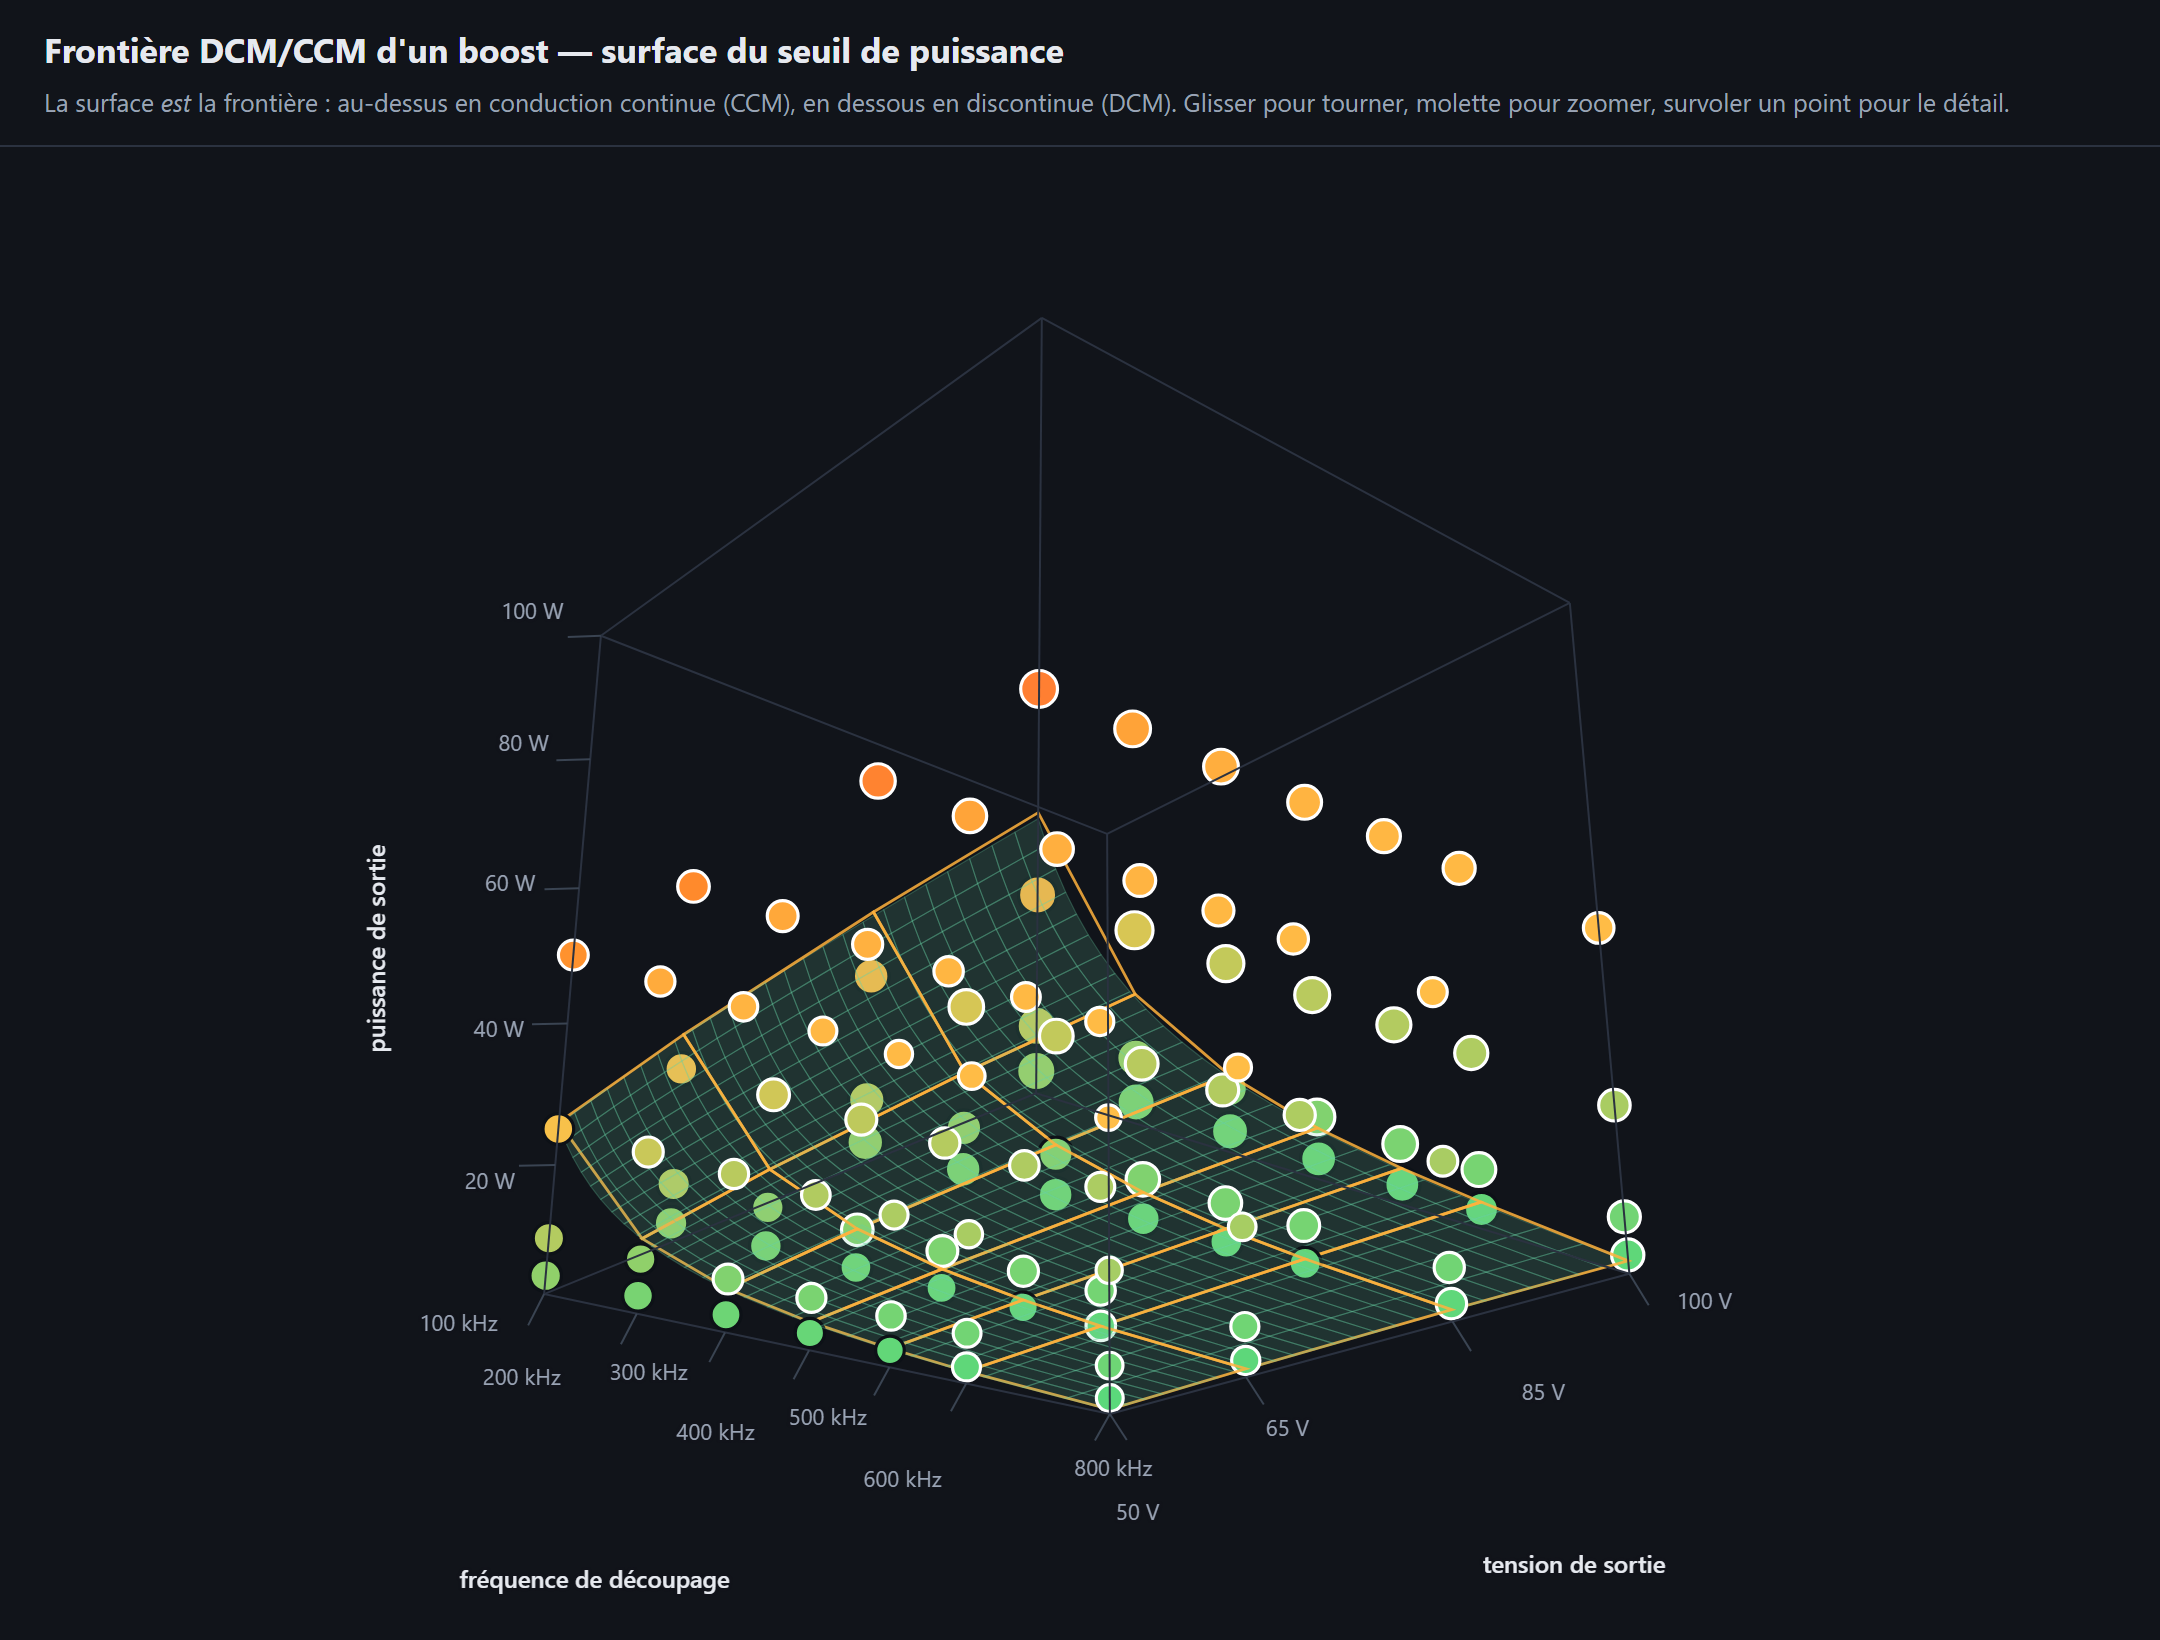 Frontière DCM/CCM d'un boost — surface du seuil de puissance
La surface est la frontière : au-dessus en conduction continue (CCM), en dessous en discontinue (DCM). Glisser pour tourner, molette pour zoomer, survoler un point pour le détail.
100 W
80 W
60 W
40 W
20 W
puissance de sortie
100 kHz
200 kHz
300 kHz
400 kHz
500 kHz
600 kHz
800 kHz
50 V
65 V
85 V
100 V
fréquence de découpage
tension de sortie